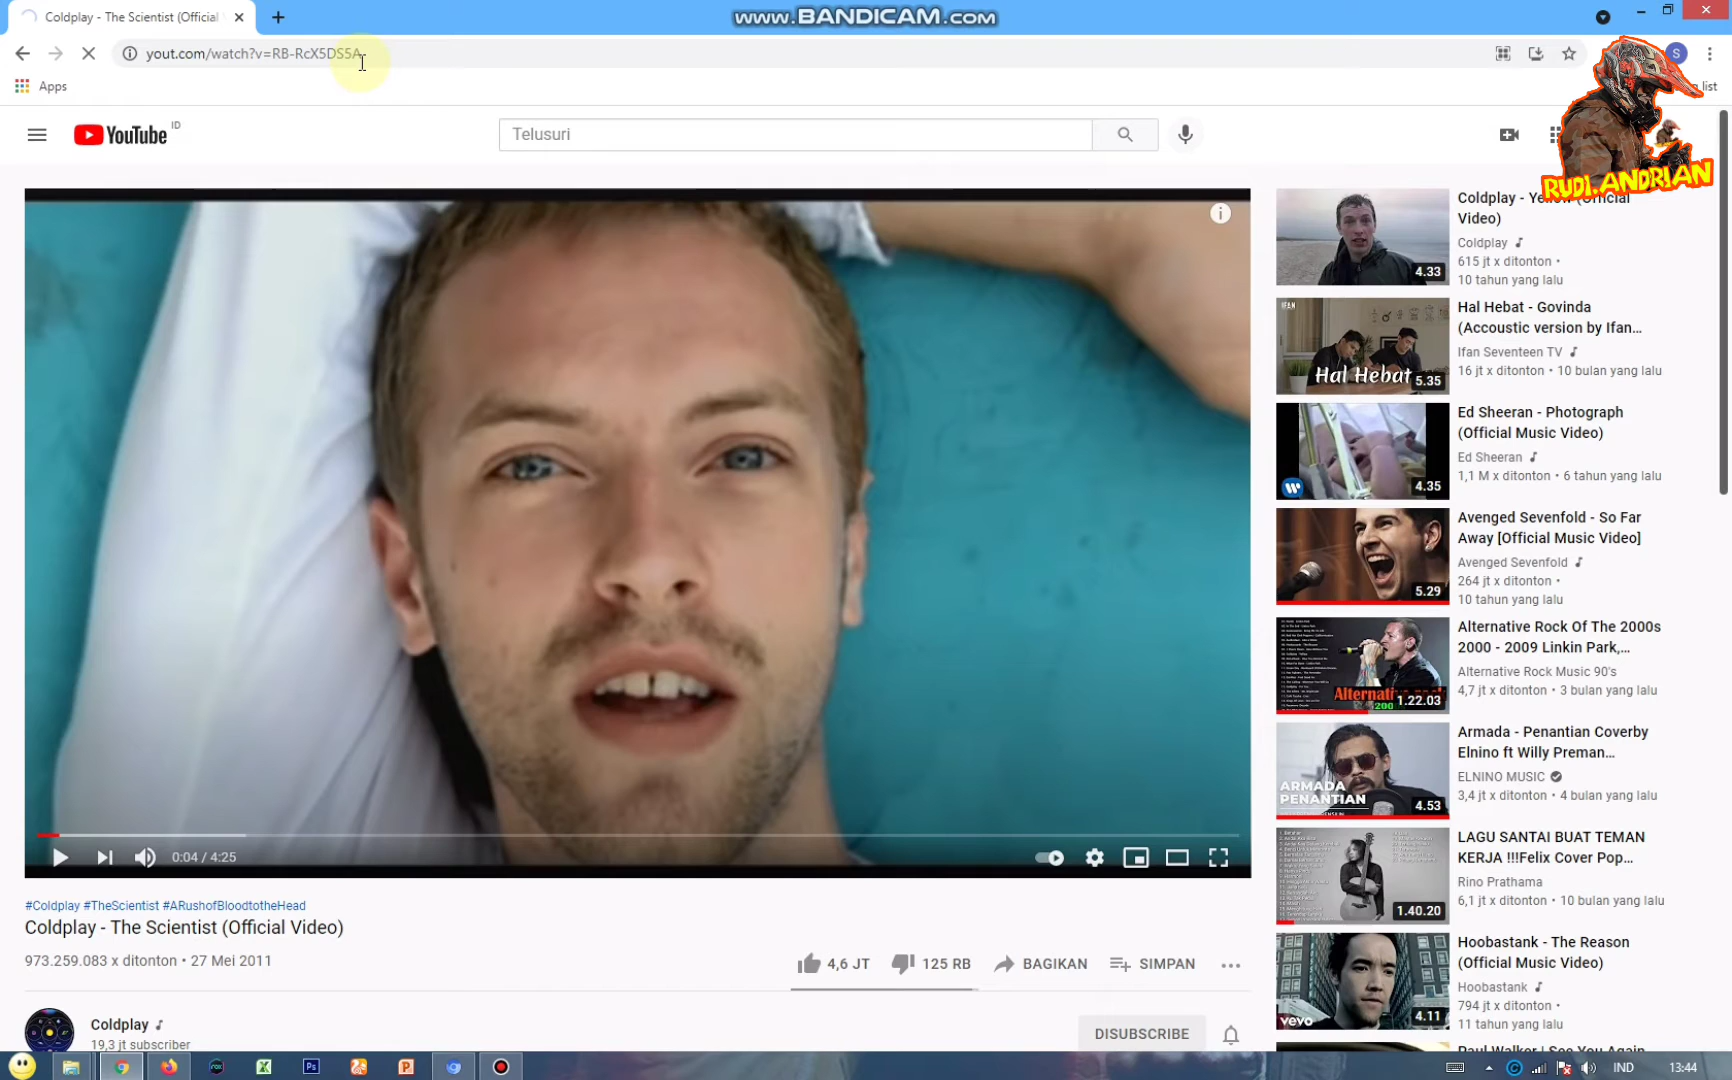 Coldplay - The Scientist (Official
WWW.BANDICAM.COM
yout.com/watch?v=RB-RcX5DS5A
S
Apps
list
YouTube ID
Telusuri
RUDI.ANDRIAN
Coldplay - Yellow (Official
Video)
Coldplay
615 jt x ditonton •
10 tahun yang lalu
4.33
Hal Hebat - Govinda
(Accoustic version by Ifan...
Ifan Seventeen TV
16 jt x ditonton • 10 bulan yang lalu
IFAN
Hal Hebat
5.35
Ed Sheeran - Photograph
(Official Music Video)
Ed Sheeran
1,1 M x ditonton • 6 tahun yang lalu
4.35
Avenged Sevenfold - So Far
Away [Official Music Video]
Avenged Sevenfold
264 jt x ditonton •
10 tahun yang lalu
5.29
Alternative Rock Of The 2000s
2000 - 2009 Linkin Park,...
Alternative Rock Music 90's
4,7 jt x ditonton • 3 bulan yang lalu
1.22.03
Armada - Penantian Coverby
Elnino ft Willy Preman...
ELNINO MUSIC
3,4 jt x ditonton • 4 bulan yang lalu
ARMADA
PENANTIAN
4.53
LAGU SANTAI BUAT TEMAN
KERJA !!!Felix Cover Pop...
Rino Prathama
6,1 jt x ditonton • 10 bulan yang lalu
1.40.20
Hoobastank - The Reason
(Official Music Video)
Hoobastank
794 jt x ditonton •
11 tahun yang lalu
vevo
4.11
Paul Walker | See You Again
0:04 / 4:25
#Coldplay #TheScientist #ARushofBloodtotheHead
Coldplay - The Scientist (Official Video)
973.259.083 x ditonton • 27 Mei 2011
4,6 JT
125 RB
BAGIKAN
SIMPAN
Coldplay
19,3 jt subscriber
DISUBSCRIBE
IND
13:44